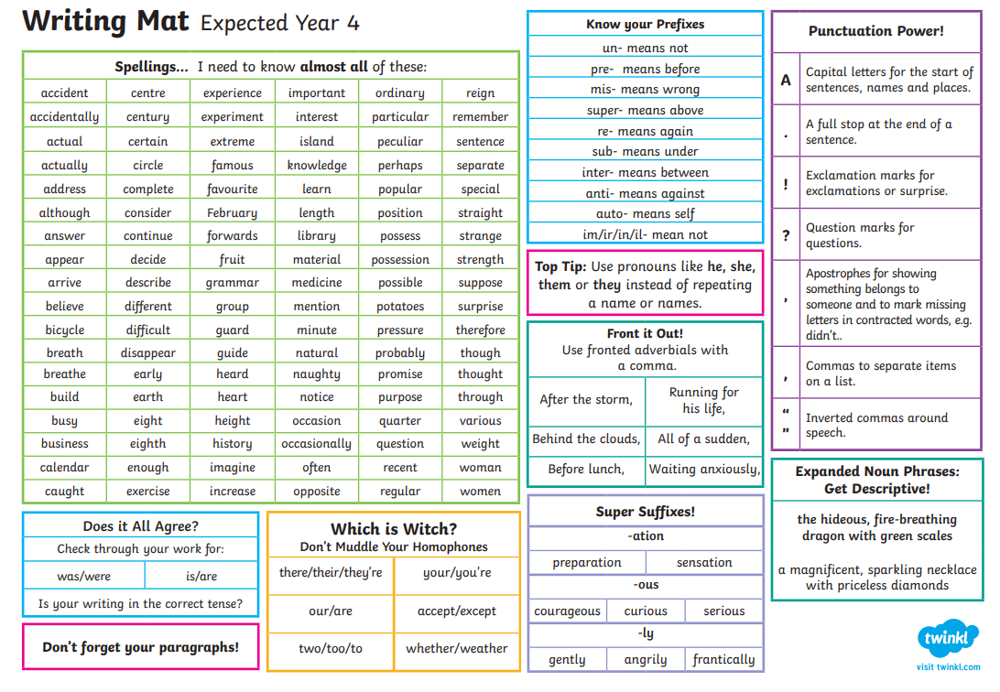 Writing Mat Expected Year 4
Spellings... I need to know almost all of these:
accident centre experience important ordinary reign
accidentally century experiment interest particular remember
actual certain extreme island peculiar sentence
actually circle famous knowledge perhaps separate
address complete favourite learn popular special
although consider February length position straight
answer continue forwards library possess strange
appear decide fruit material possession strength
arrive describe grammar medicine possible suppose
believe different group mention potatoes surprise
bicycle difficult guard minute pressure therefore
breath disappear guide natural probably though
breathe early heard naughty promise thought
build earth heart notice purpose through
busy eight height occasion quarter various
business eighth history occasionally question weight
calendar enough imagine often recent woman
caught exercise increase opposite regular women
Does it All Agree?
Check through your work for:
was/were is/are
Is your writing in the correct tense?
Don't forget your paragraphs!
Which is Witch?
Don't Muddle Your Homophones
there/their/they're your/you're
our/are accept/except
two/too/to whether/weather
Know your Prefixes
un- means not
pre- means before
mis- means wrong
super- means above
re- means again
sub- means under
inter- means between
anti- means against
auto- means self
im/ir/in/il- mean not
Top Tip: Use pronouns like he, she,
them or they instead of repeating
a name or names.
Front it Out!
Use fronted adverbials with
a comma.
After the storm, Running for
his life,
Behind the clouds, All of a sudden,
Before lunch, Waiting anxiously,
Super Suffixes!
-ation
preparation sensation
-ous
courageous curious serious
-ly
gently angrily frantically
Punctuation Power!
A Capital letters for the start of
sentences, names and places.
. A full stop at the end of a
sentence.
! Exclamation marks for
exclamations or surprise.
? Question marks for
questions.
Apostrophes for showing
something belongs to
’ someone and to mark missing
letters in contracted words, e.g.
didn't..
, Commas to separate items
on a list.
“ Inverted commas around
” speech.
Expanded Noun Phrases:
Get Descriptive!
the hideous, fire-breathing
dragon with green scales
a magnificent, sparkling necklace
with priceless diamonds
twinkl
visit twinkl.com